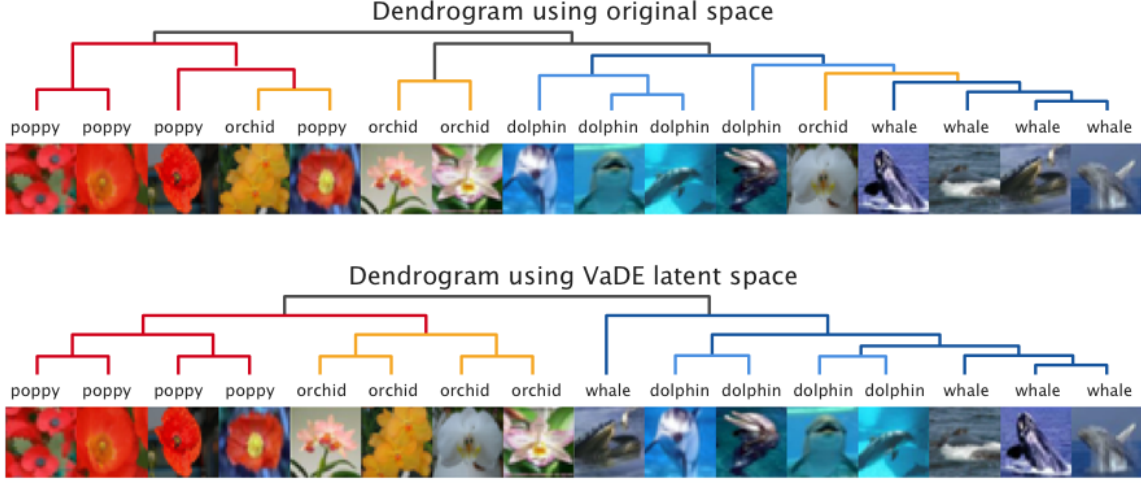 Dendrogram using original space
poppy poppy poppy orchid poppy orchid orchid dolphin dolphin dolphin dolphin orchid whale whale whale whale
Dendrogram using VaDE latent space
poppy poppy poppy poppy orchid orchid orchid orchid whale dolphin dolphin dolphin dolphin whale whale whale